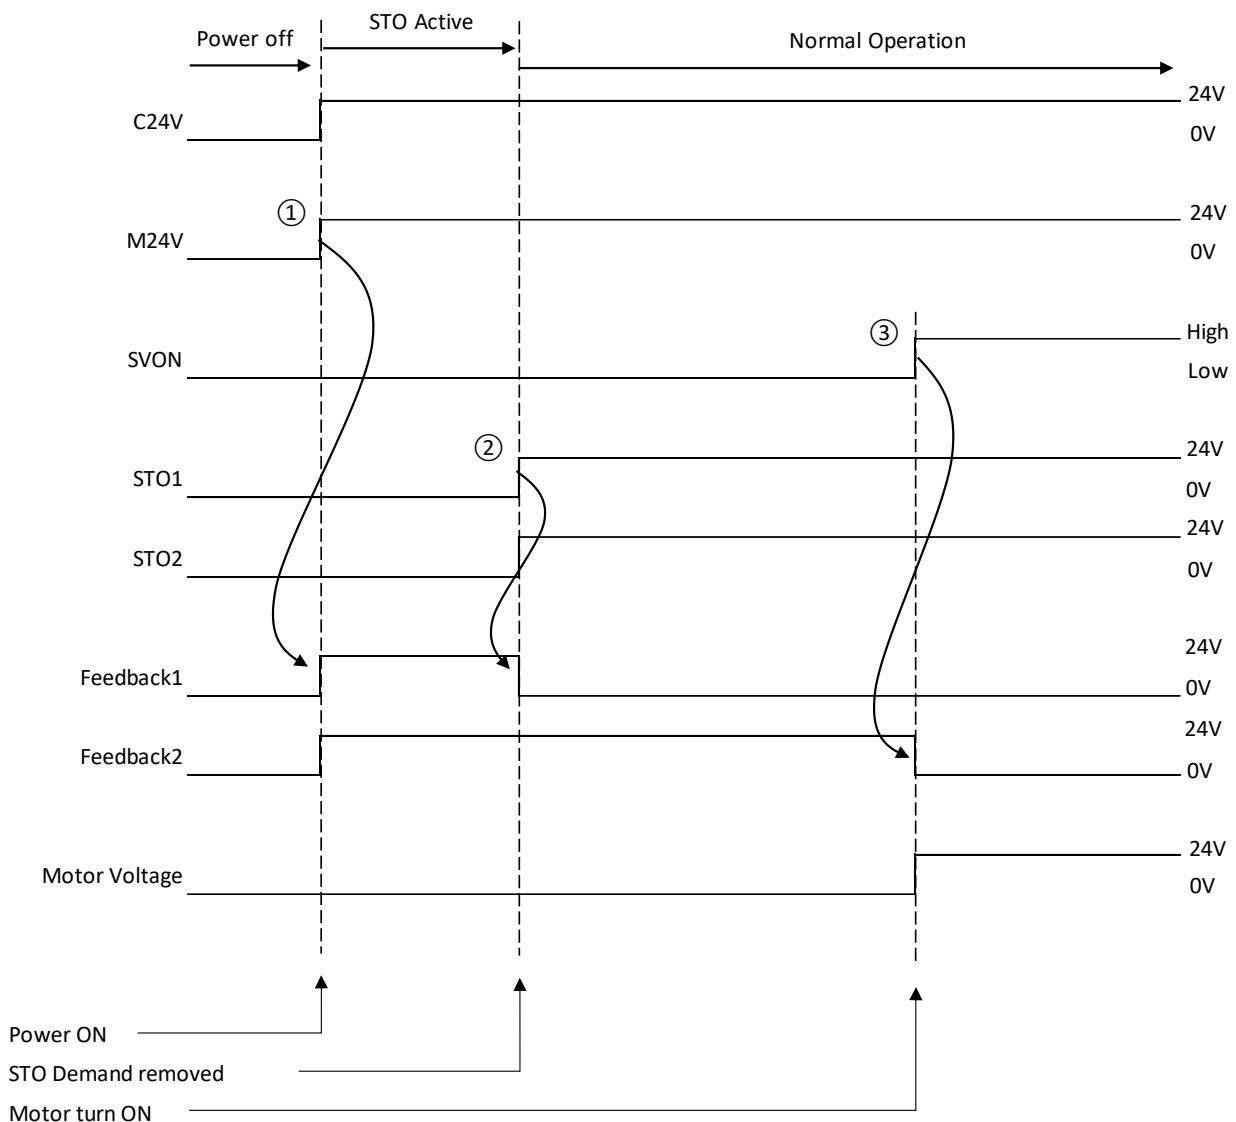 STO Active
Power off
Normal Operation
C24V
24V
0V
①
M24V
24V
0V
③
SVON
High
Low
②
STO1
24V
0V
STO2
24V
0V
Feedback1
24V
0V
Feedback2
24V
0V
Motor Voltage
24V
0V
Power ON
STO Demand removed
Motor turn ON